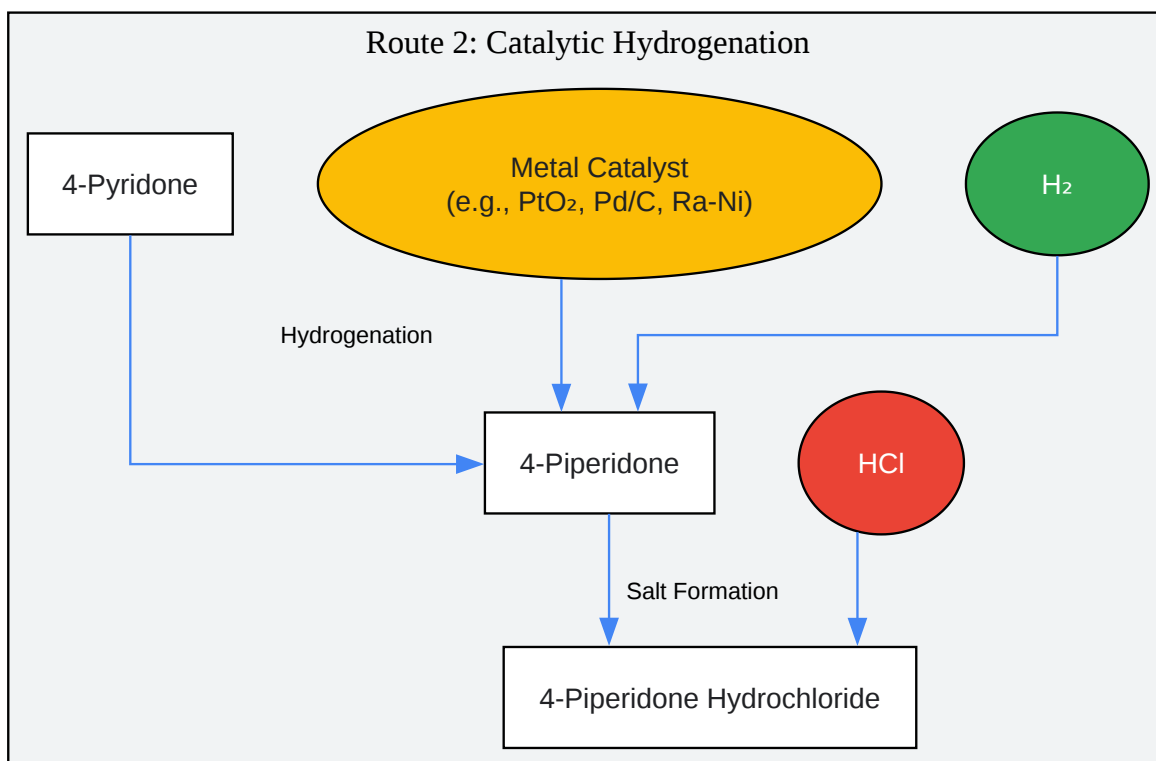 Route 2: Catalytic Hydrogenation
4-Pyridone
Metal Catalyst
(e.g., PtO₂, Pd/C, Ra-Ni)
H₂
Hydrogenation
4-Piperidone
HCl
Salt Formation
4-Piperidone Hydrochloride